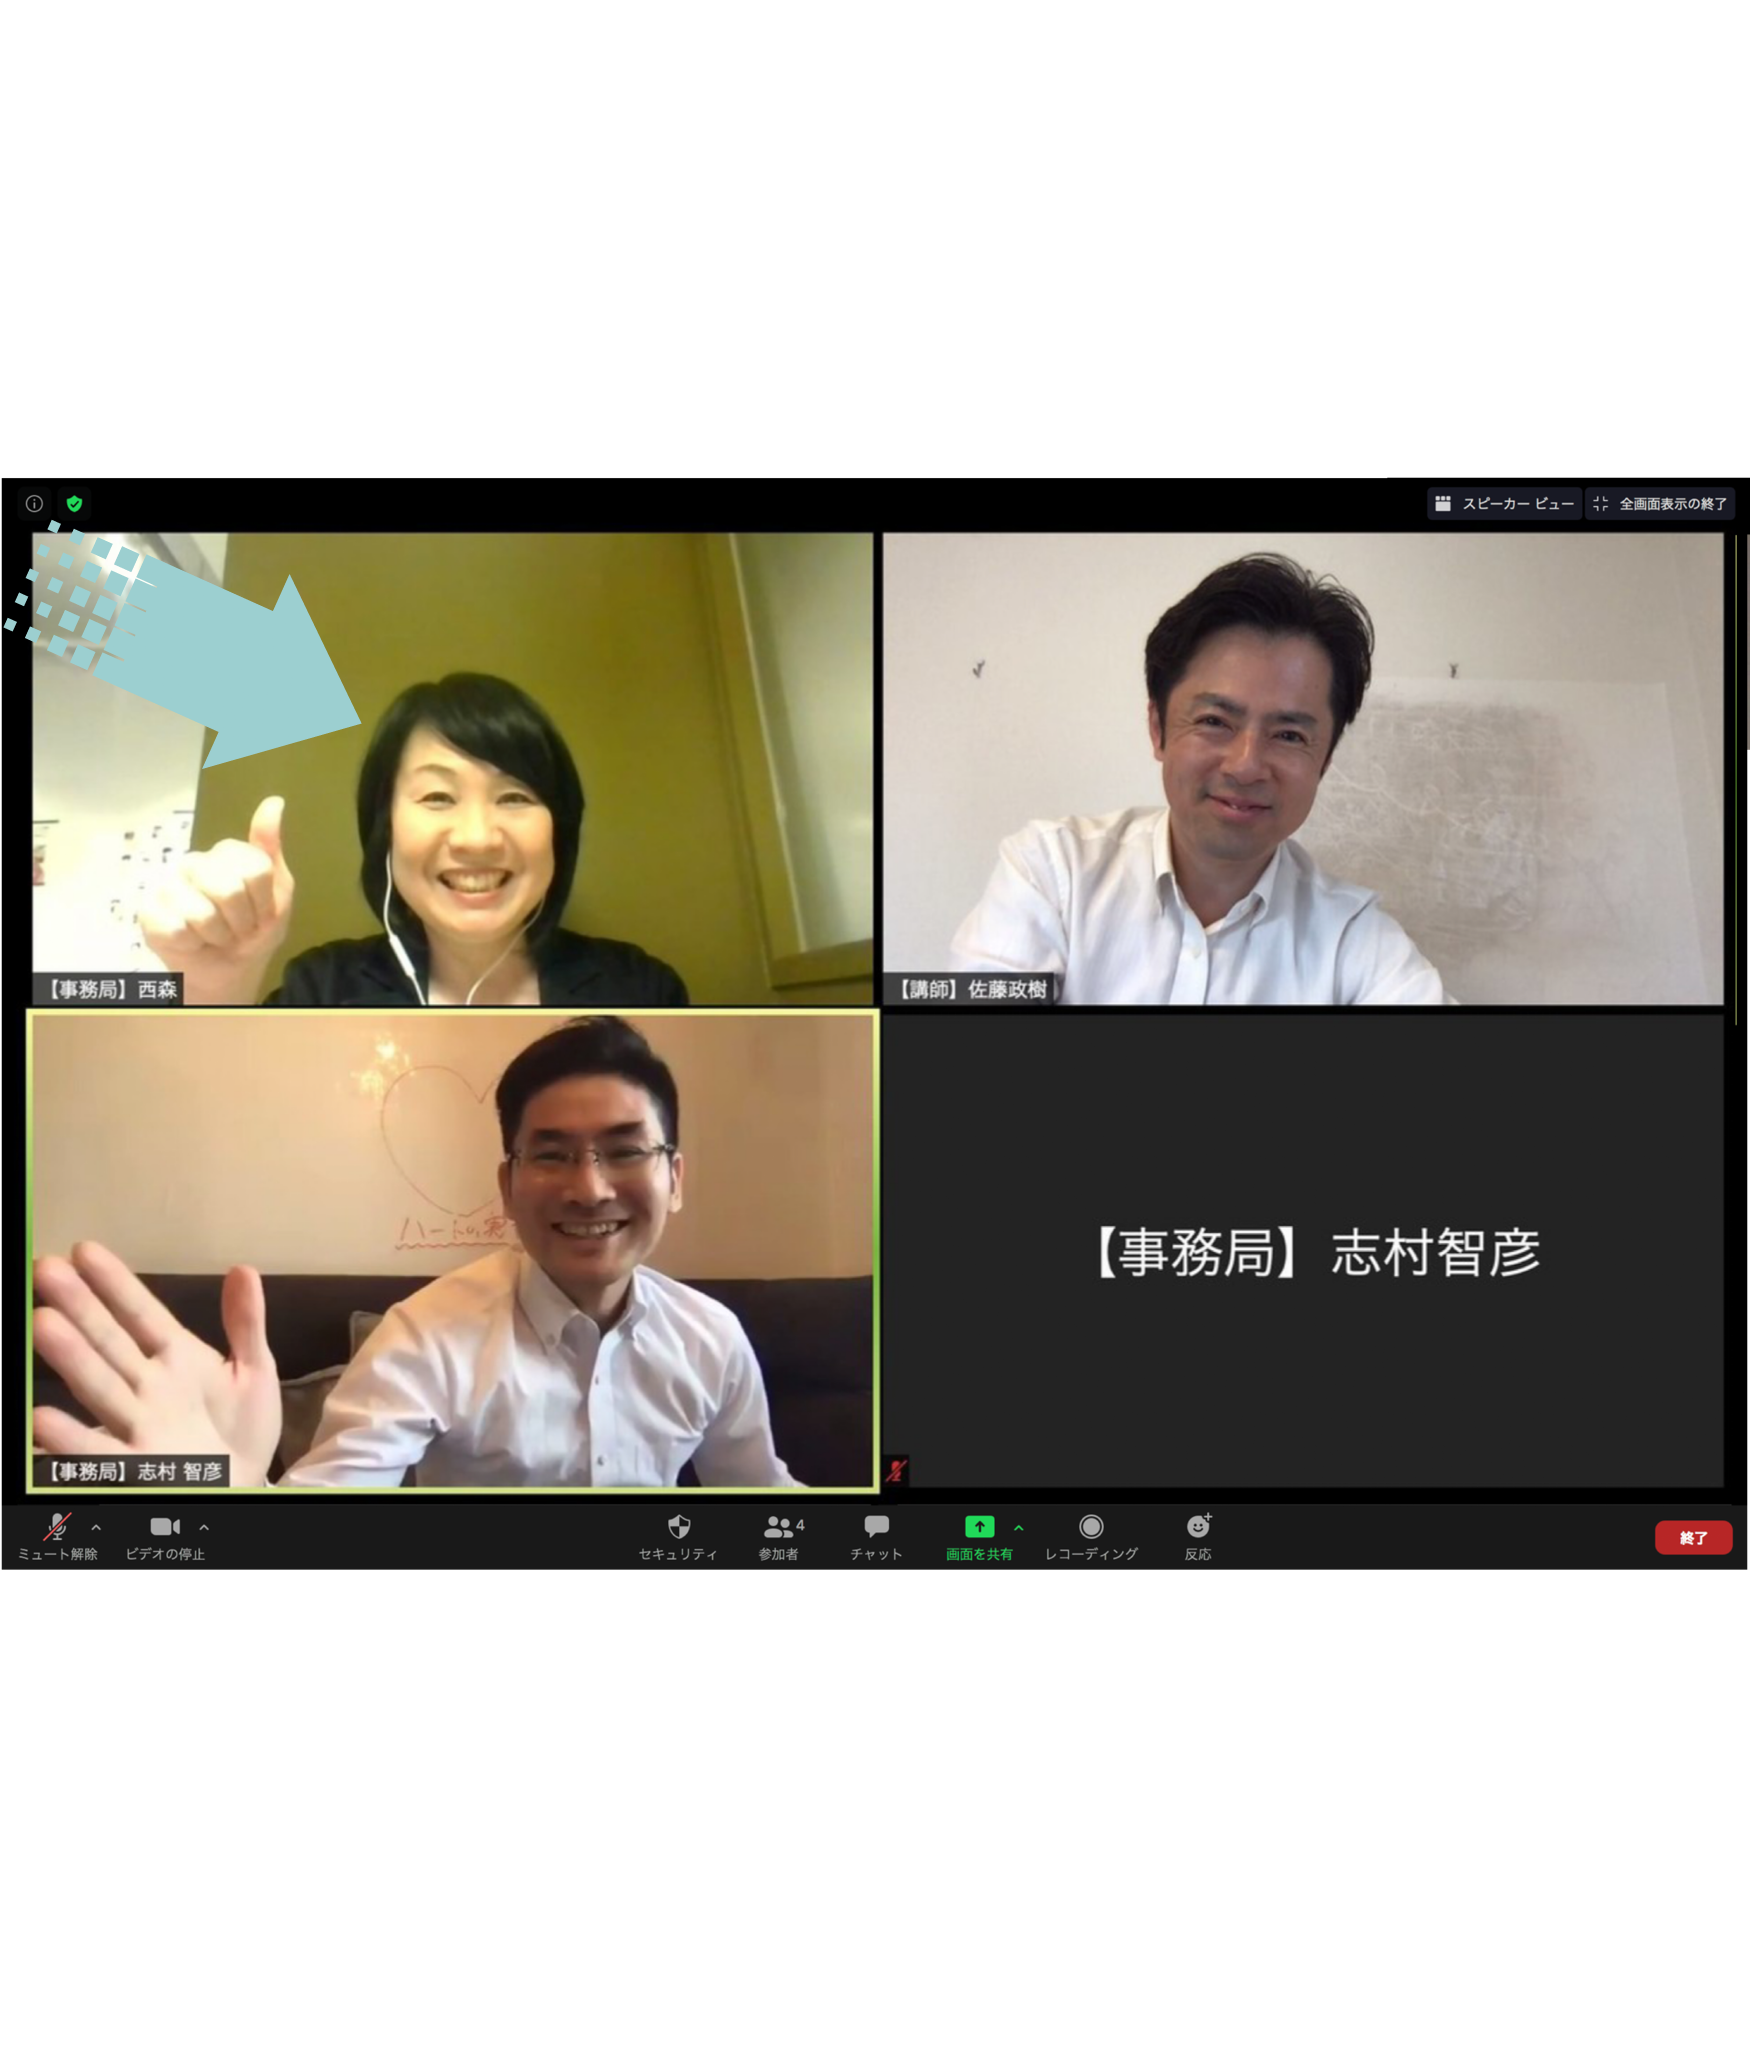 スピーカー ビュー
全画面表示の終了
【事務局】西森
【講師】佐藤政樹
ハートの実
【事務局】志村 智彦
【事務局】志村智彦
ミュート解除
ビデオの停止
セキュリティ
4
参加者
チャット
画面を共有
レコーディング
反応
終了